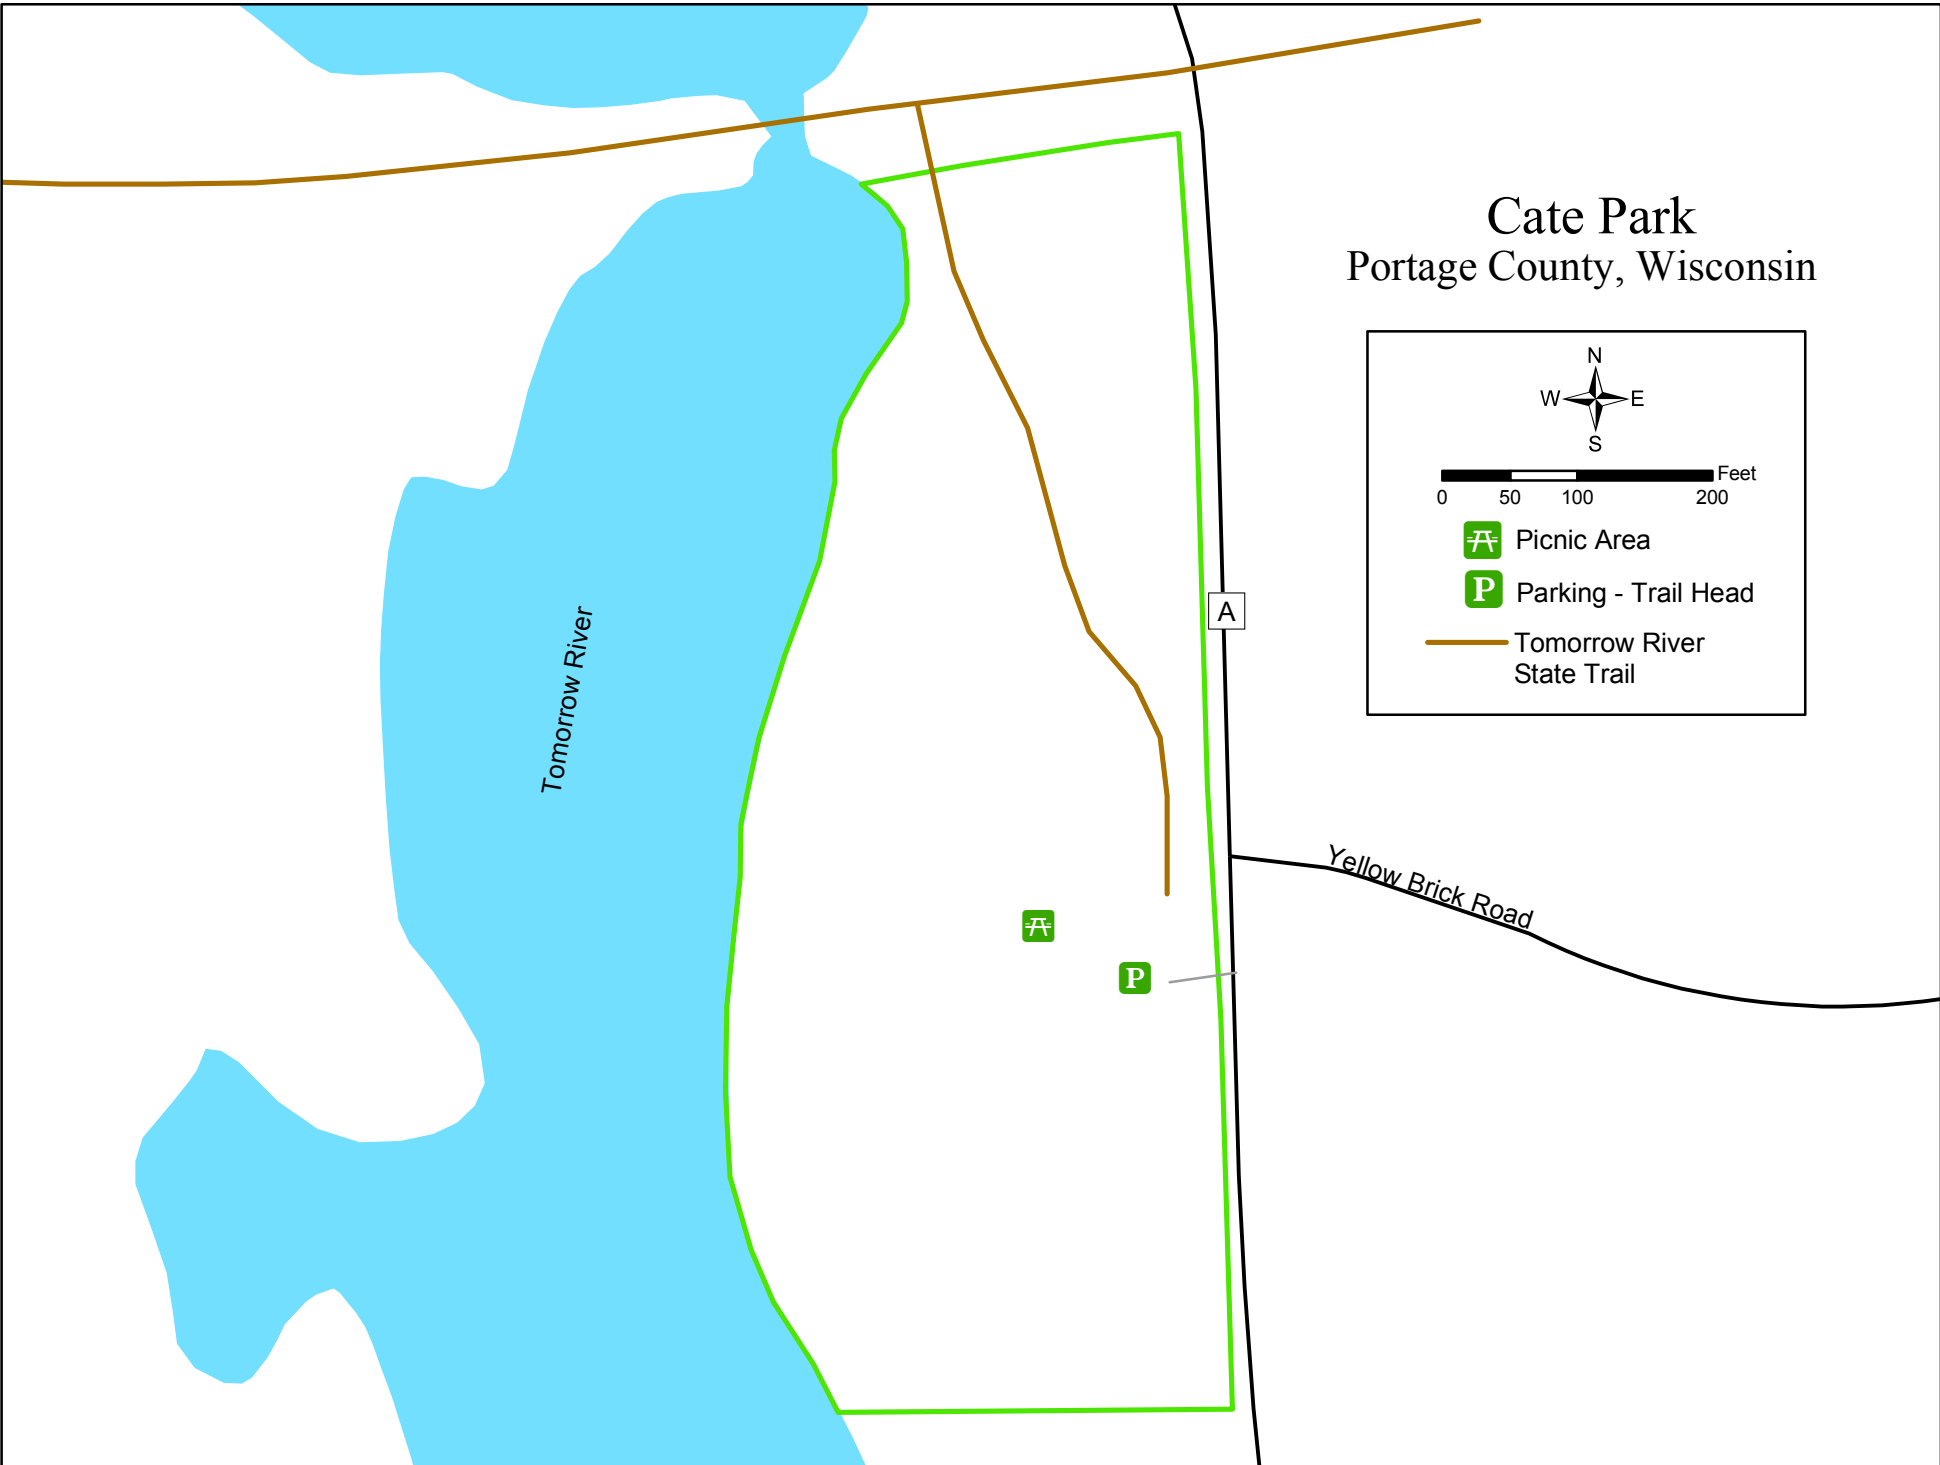 Cate Park
Portage County, Wisconsin
N
W E
S
Feet
0 50 100 200
Picnic Area
P Parking - Trail Head
Tomorrow River
State Trail
A
Tomorrow River
Yellow Brick Road
P